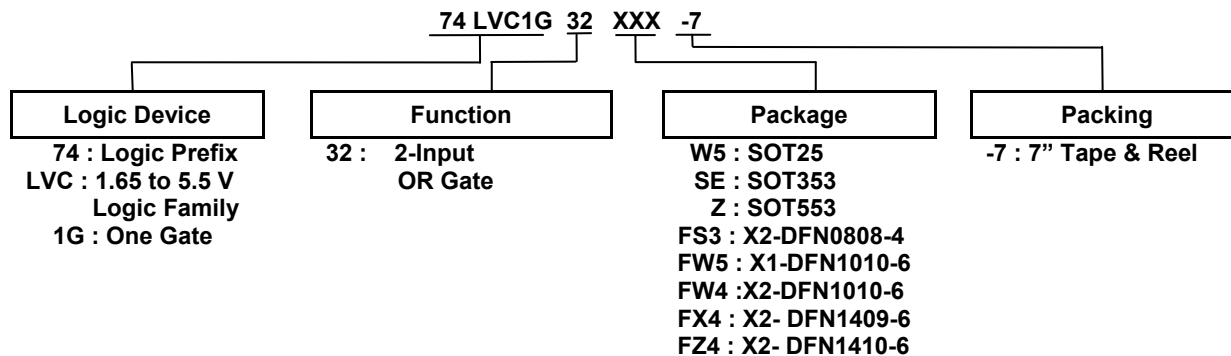 74 LVC1G 32 XXX -7
Logic Device
74 : Logic Prefix
LVC : 1.65 to 5.5 V
Logic Family
1G : One Gate
Function
32 : 2-Input
OR Gate
Package
W5 : SOT25
SE : SOT353
Z : SOT553
FS3 : X2-DFN0808-4
FW5 : X1-DFN1010-6
FW4 :X2-DFN1010-6
FX4 : X2- DFN1409-6
FZ4 : X2- DFN1410-6
Packing
-7 : 7” Tape & Reel